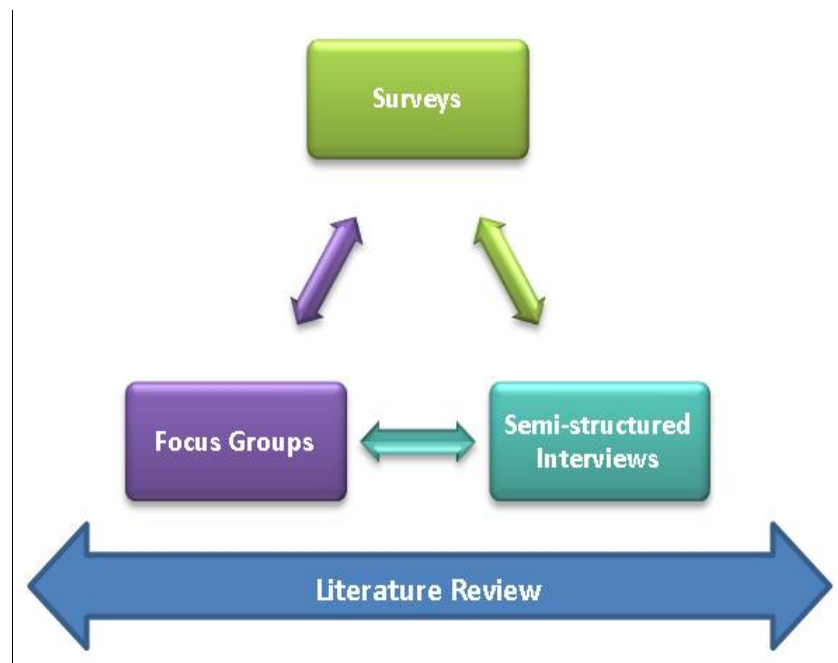 Surveys
Focus Groups
Semi-structured
Interviews
Literature Review